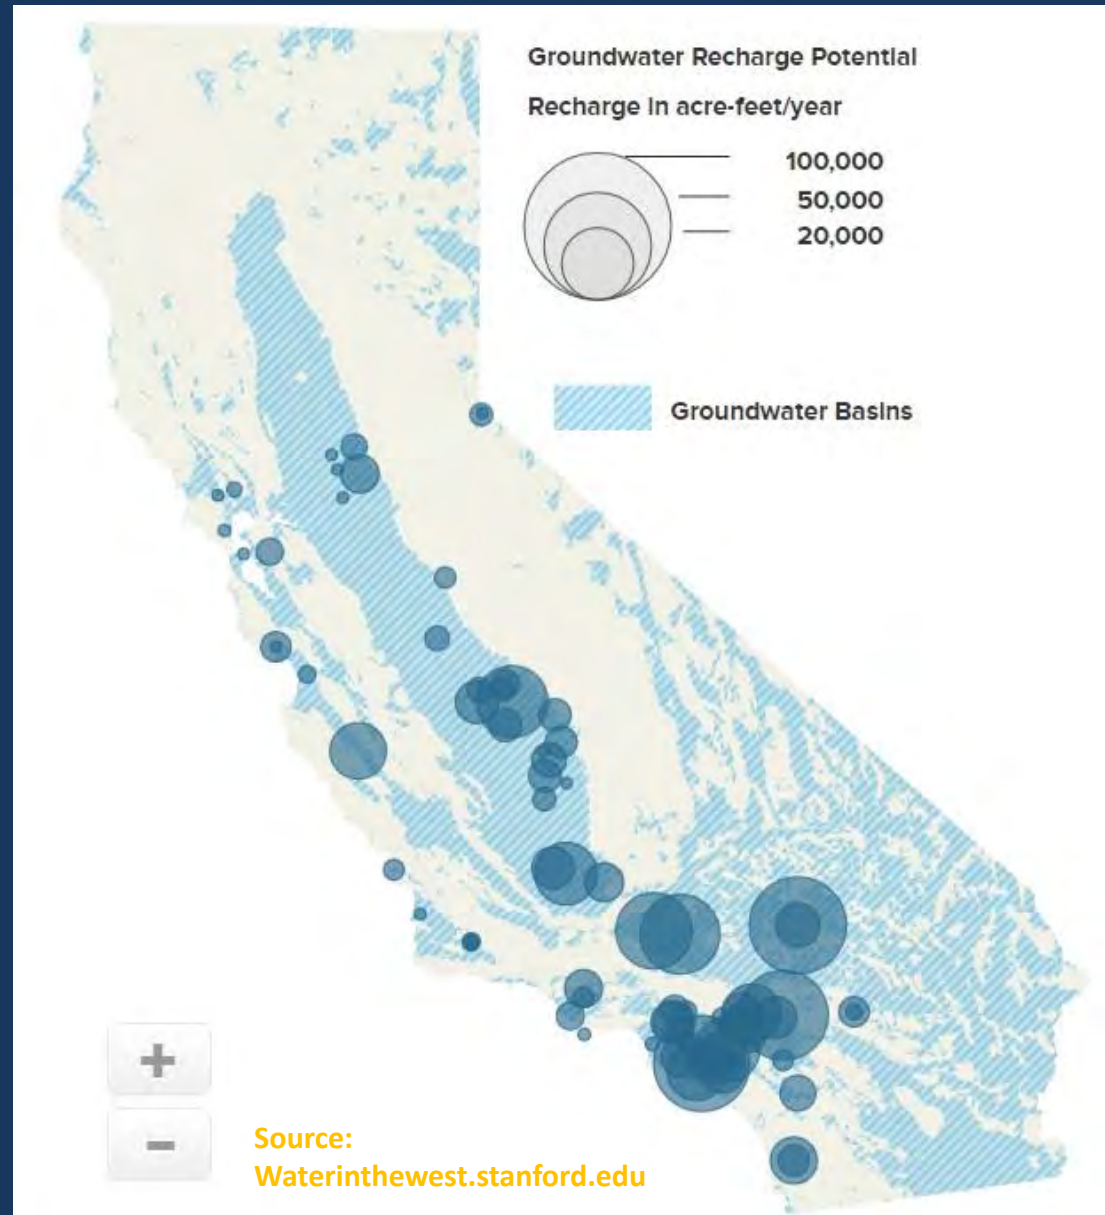 Groundwater Recharge Potential
Recharge in acre-feet/year
100,000
50,000
20,000
Groundwater Basins
+
−
Source:
Waterinthewest.stanford.edu